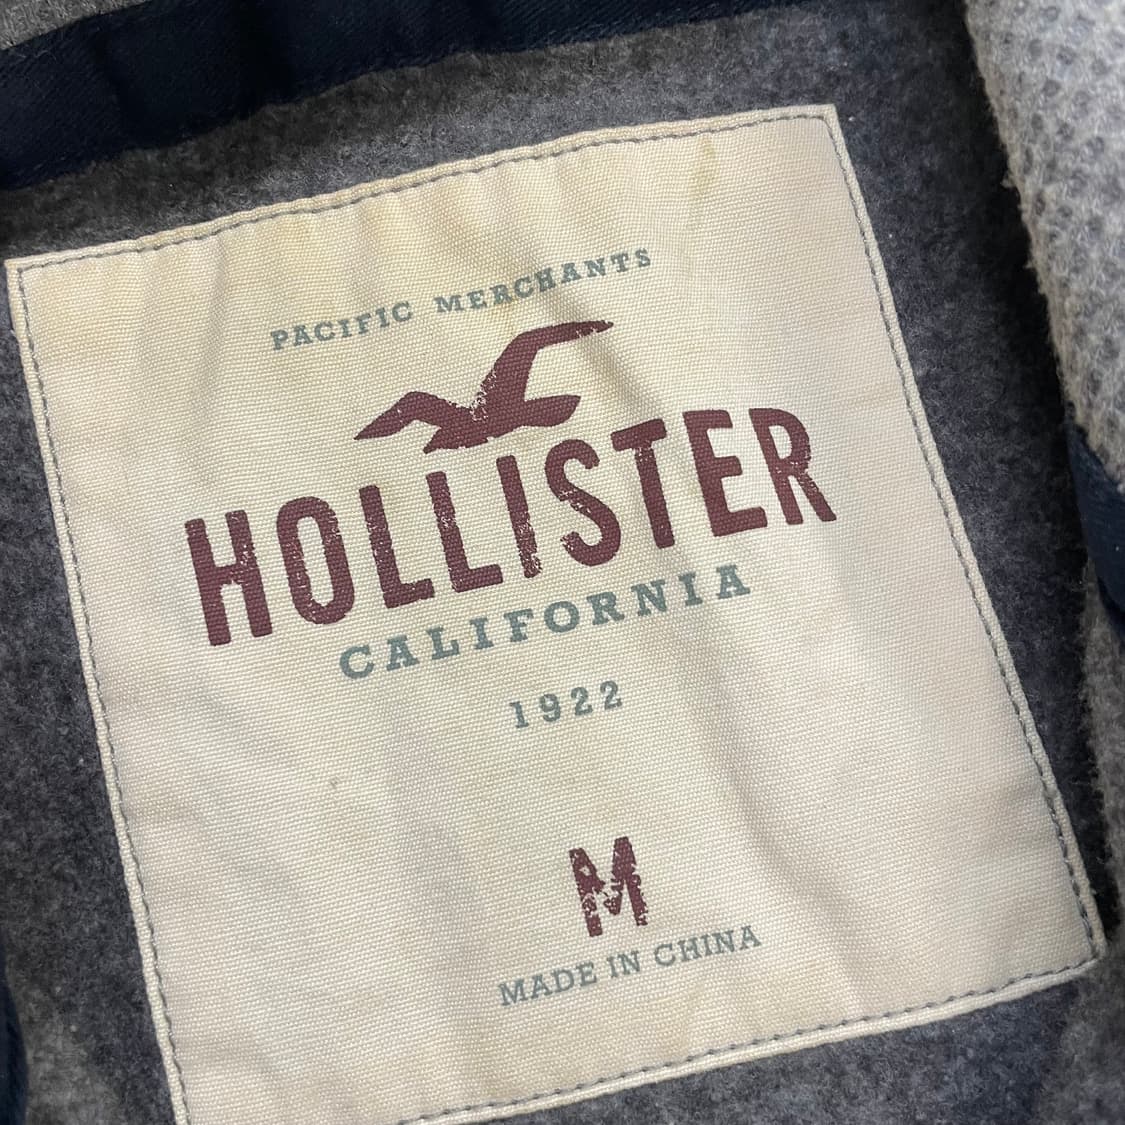 PACIFIC MERCHANTS
HOLLISTER
CALIFORNIA
1922
M
MADE IN CHINA